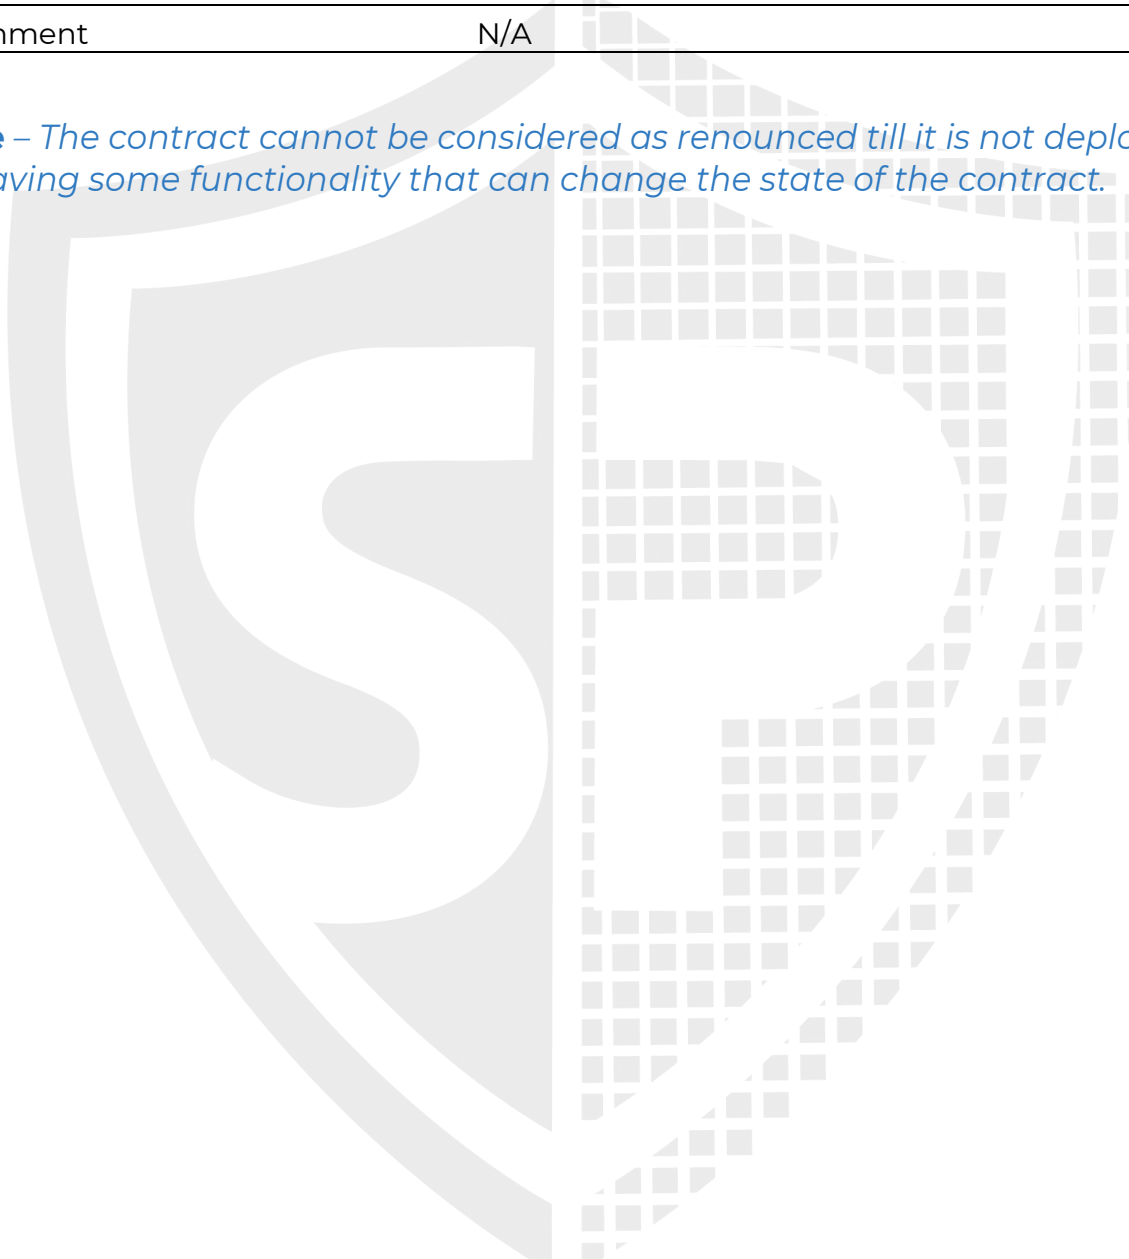 nment N/A
e – The contract cannot be considered as renounced till it is not deplo
aving some functionality that can change the state of the contract.
SP